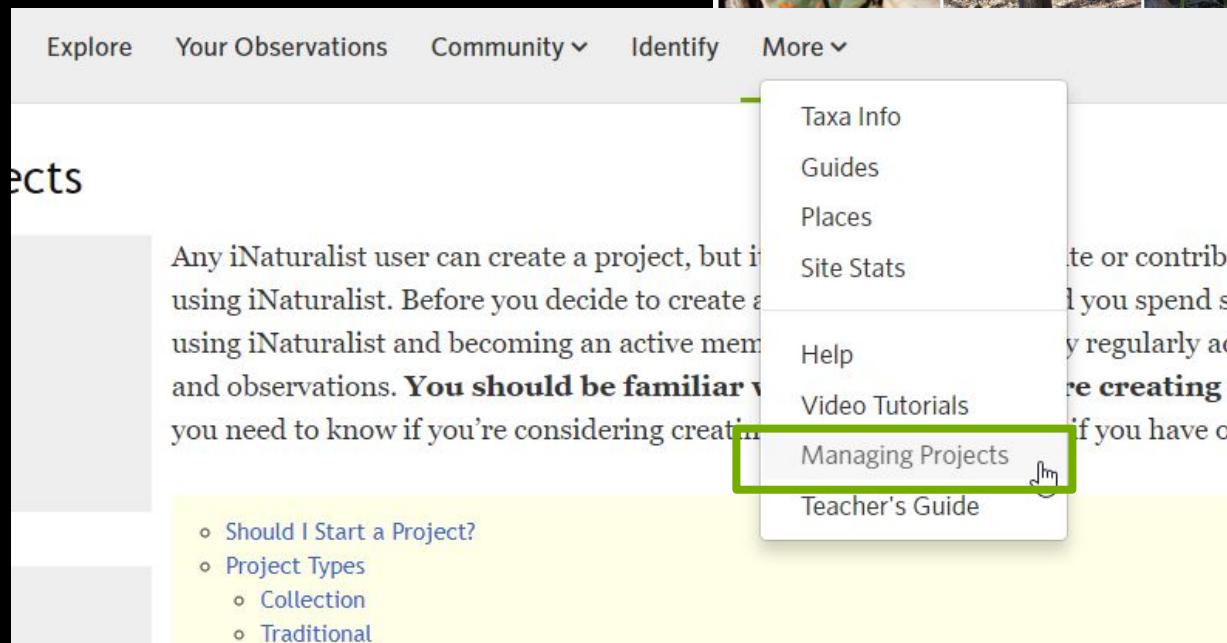 Explore Your Observations Community Identify More
Taxa Info
Guides
Places
Site Stats
Help
Video Tutorials
Managing Projects
Teacher's Guide
ects
Any iNaturalist user can create a project, but i te or contrib
using iNaturalist. Before you decide to create a d you spend s
using iNaturalist and becoming an active mem y regularly ac
and observations. You should be familiar v re creating
you need to know if you're considering creatin if you have o
Should I Start a Project?
Project Types
Collection
Traditional